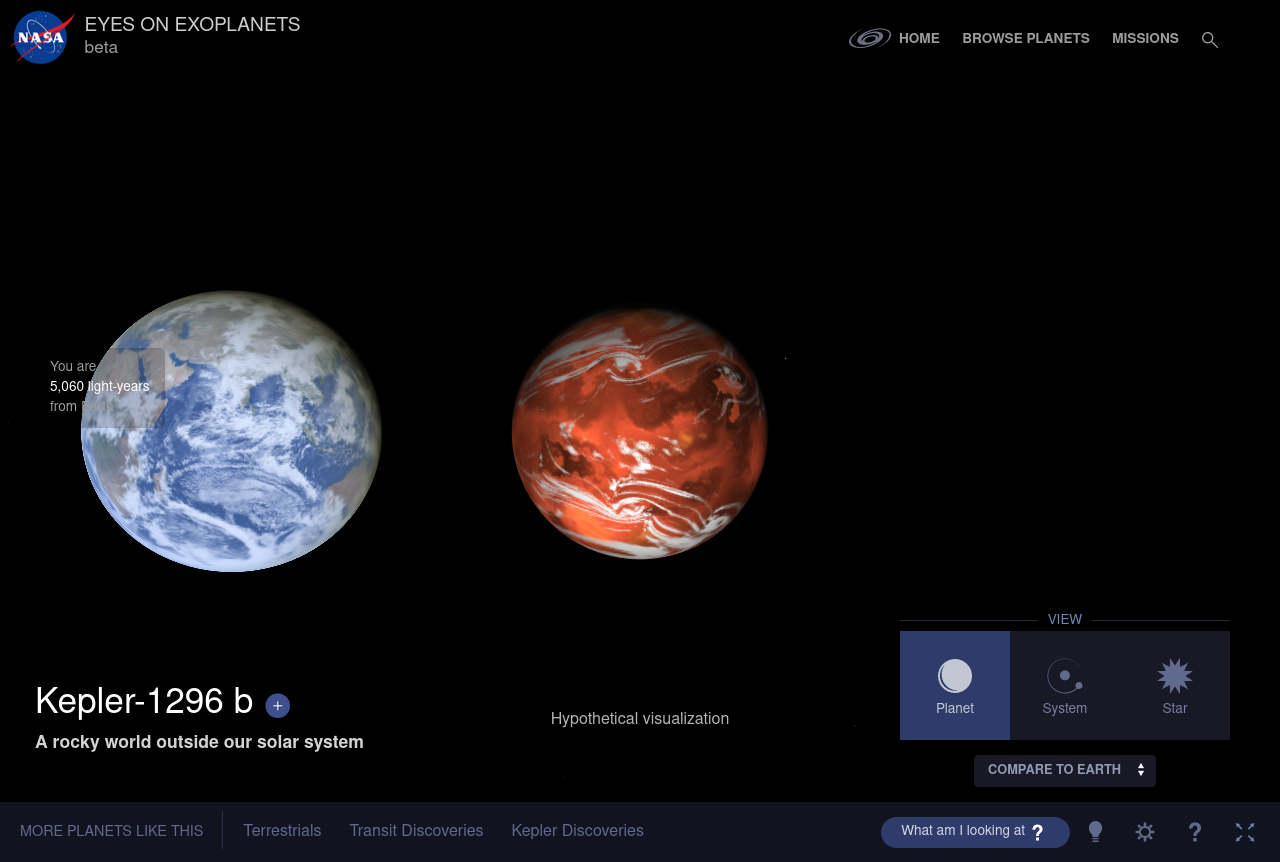 NASA
EYES ON EXOPLANETS
beta
HOME
BROWSE PLANETS
MISSIONS
You are
5,060 light-years
from Earth
Kepler-1296 b
+
A rocky world outside our solar system
Hypothetical visualization
VIEW
Planet
System
Star
COMPARE TO EARTH
MORE PLANETS LIKE THIS
Terrestrials
Transit Discoveries
Kepler Discoveries
What am I looking at ?
?